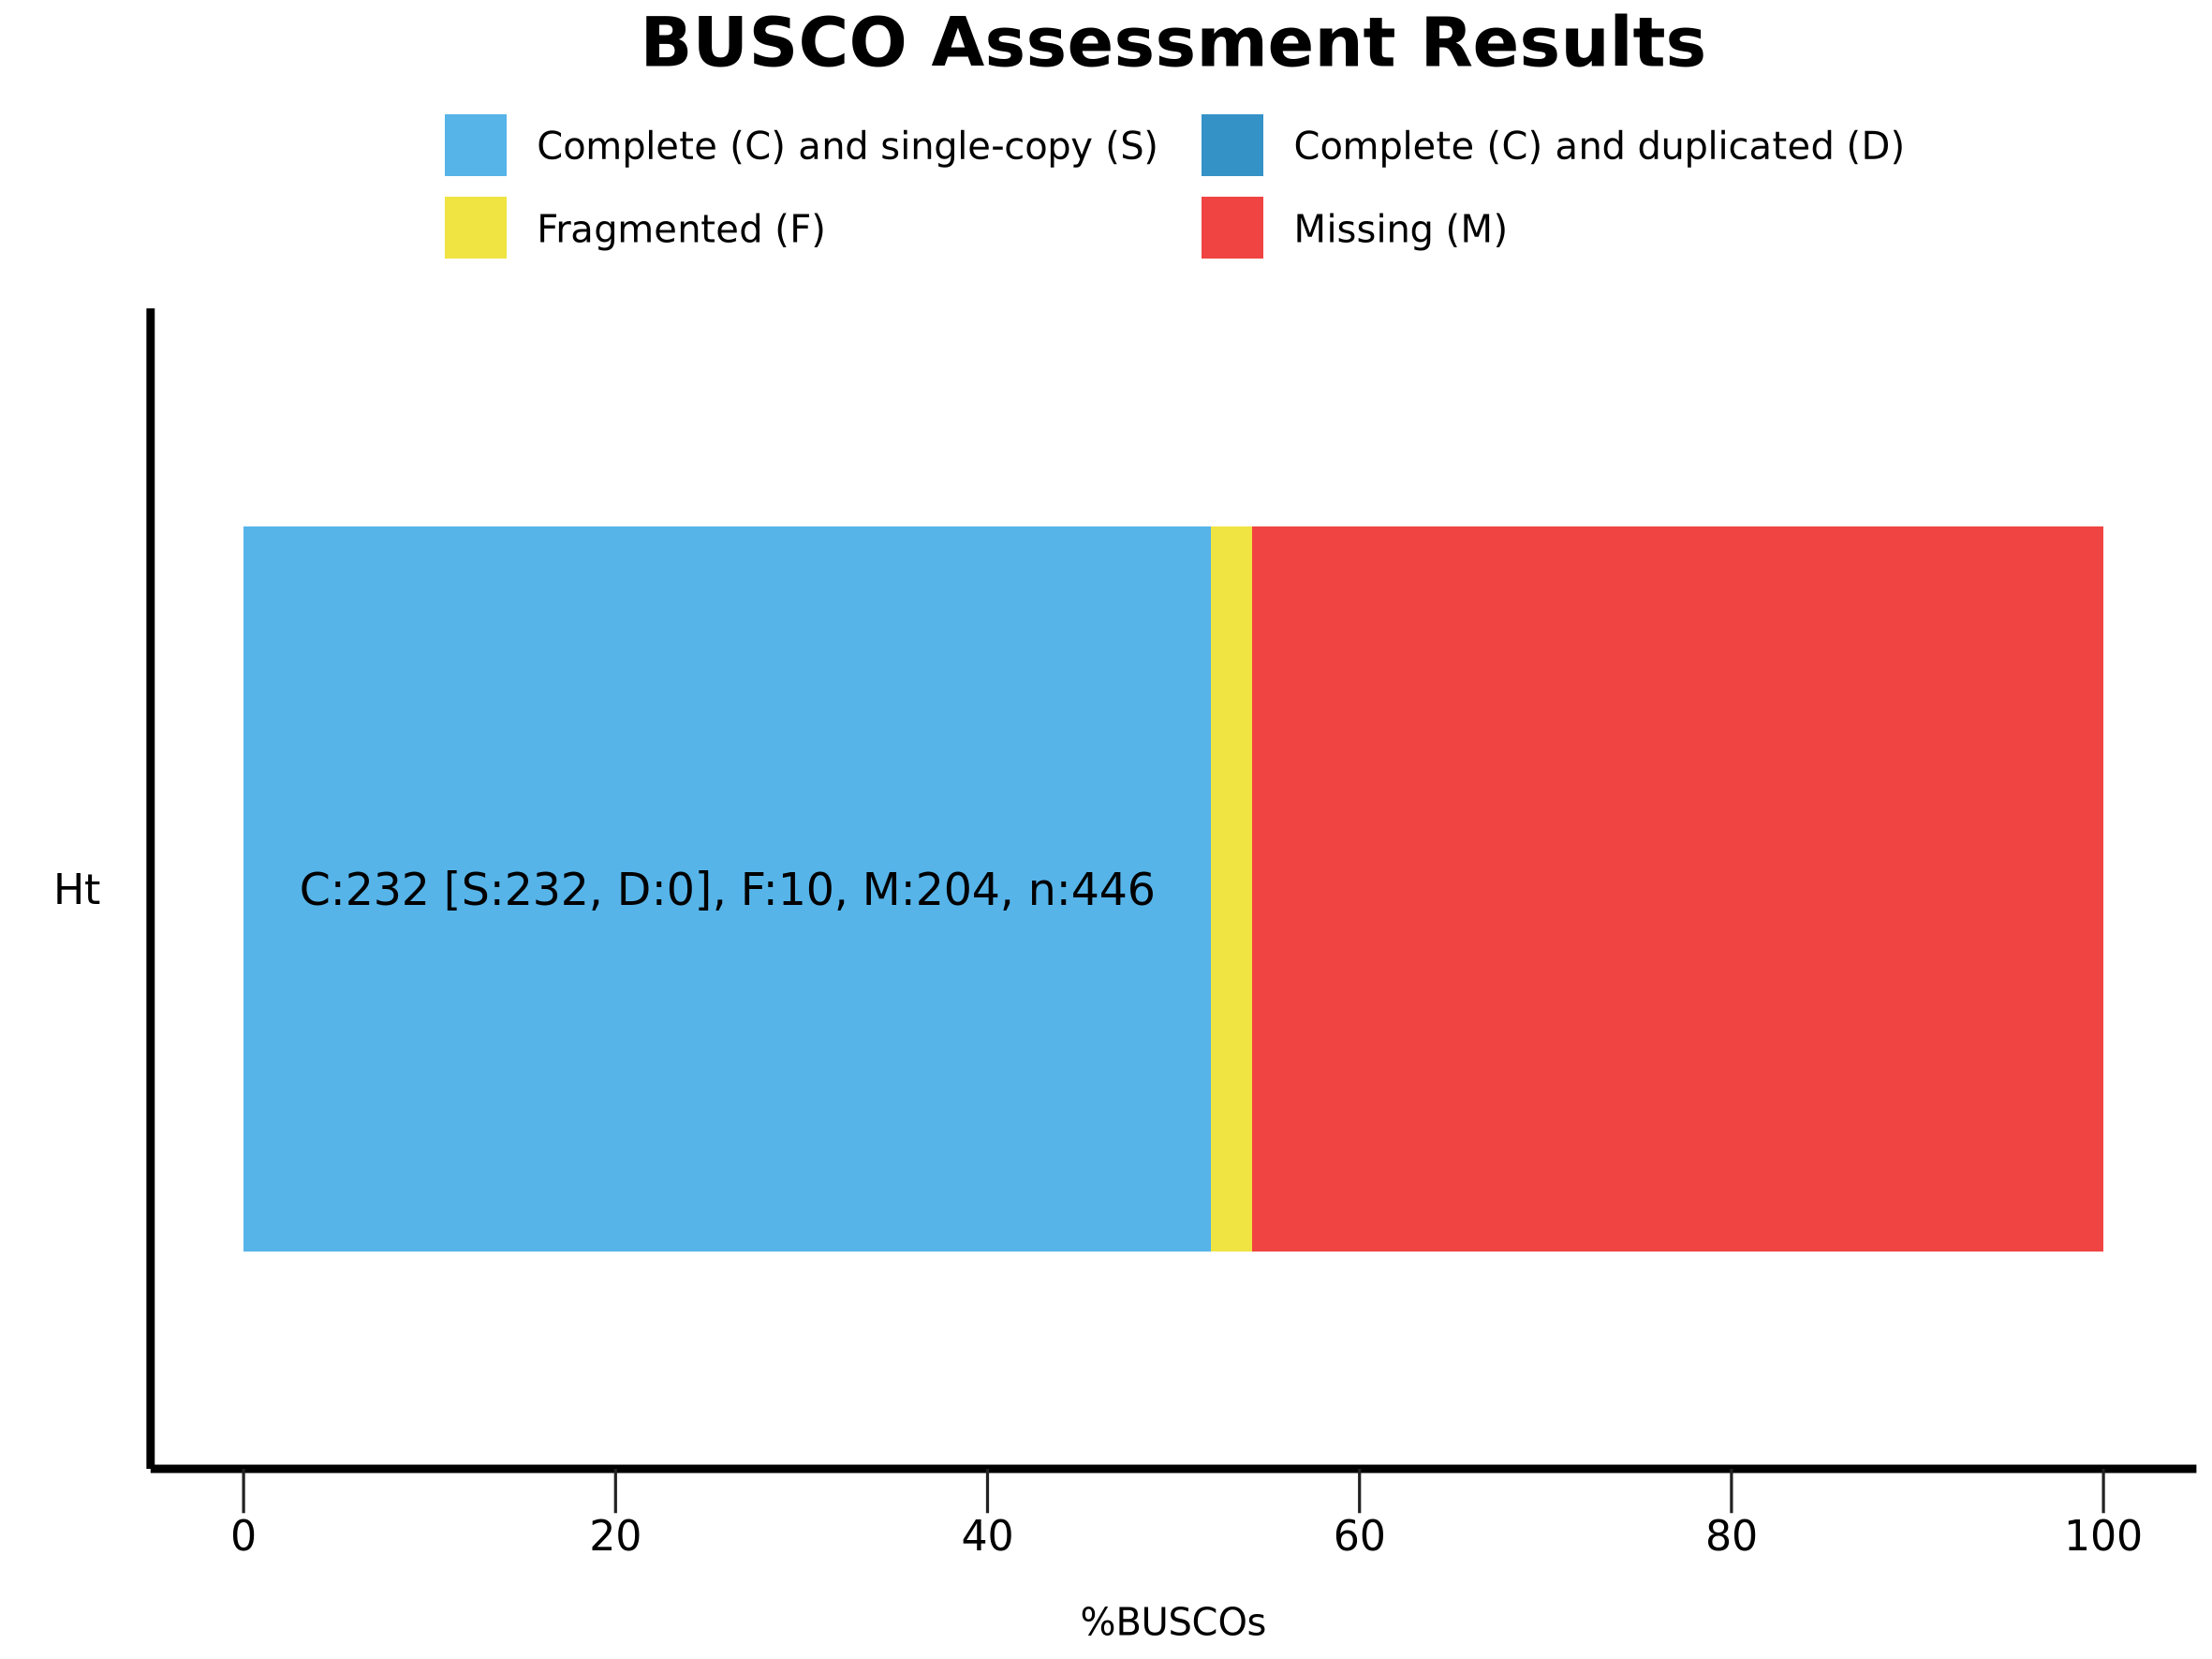 BUSCO Assessment Results
Complete (C) and single-copy (S)
Complete (C) and duplicated (D)
Fragmented (F)
Missing (M)
Ht
C:232 [S:232, D:0], F:10, M:204, n:446
0 20 40 60 80 100
%BUSCOs